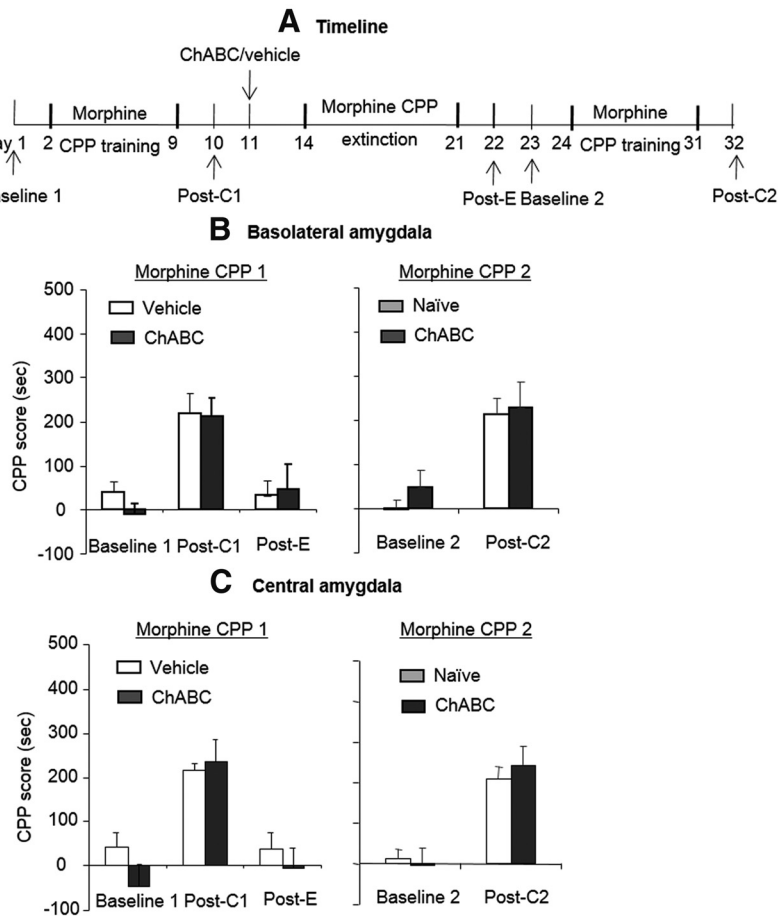 A Timeline
ChABC/vehicle
Morphine
Morphine CPP
Morphine
ay 1 2 CPP training 9 10 11 14 extinction 21 22 23 24 CPP training 31 32
seline 1 Post-C1 Post-E Baseline 2 Post-C2
B Basolateral amygdala
Morphine CPP 1
Vehicle
ChABC
CPP score (sec)
500
400
300
200
100
0
-100
Baseline 1 Post-C1 Post-E
Morphine CPP 2
Naïve
ChABC
Baseline 2 Post-C2
C Central amygdala
Morphine CPP 1
Vehicle
ChABC
CPP score (sec)
500
400
300
200
100
0
-100
Baseline 1 Post-C1 Post-E
Morphine CPP 2
Naïve
ChABC
Baseline 2 Post-C2